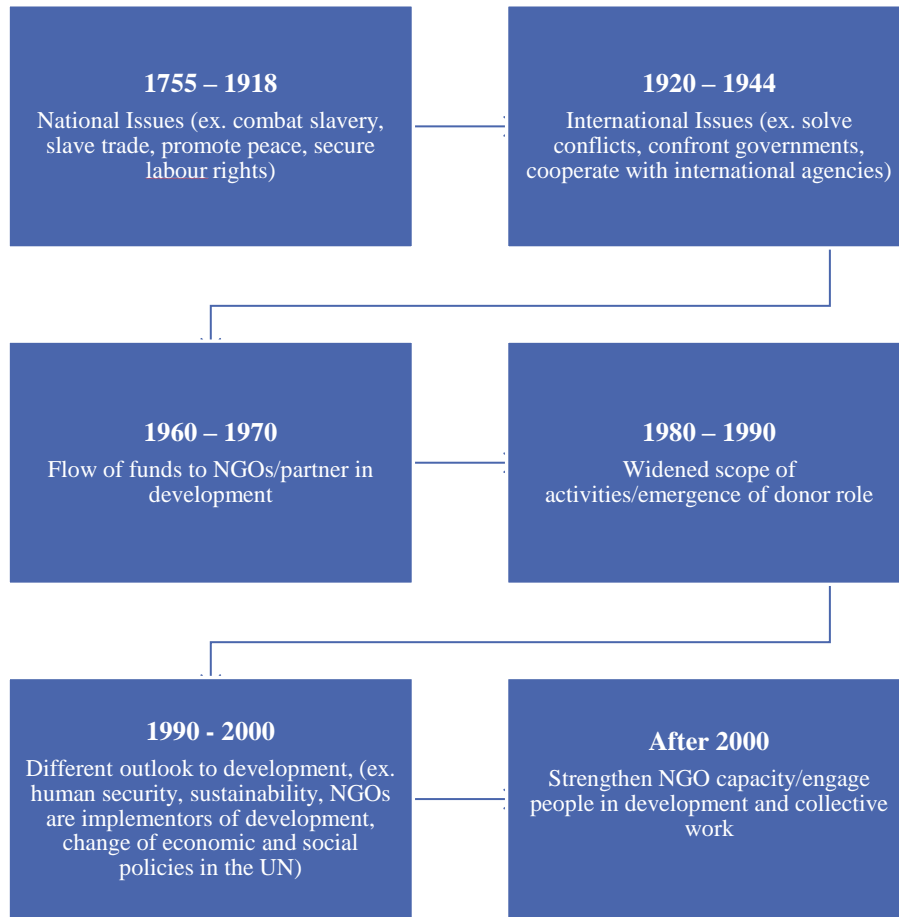 1755 – 1918
National Issues (ex. combat slavery,
slave trade, promote peace, secure
labour rights)
1920 – 1944
International Issues (ex. solve
conflicts, confront governments,
cooperate with international agencies)
1960 – 1970
Flow of funds to NGOs/partner in
development
1980 – 1990
Widened scope of
activities/emergence of donor role
1990 - 2000
Different outlook to development, (ex.
human security, sustainability, NGOs
are implementors of development,
change of economic and social
policies in the UN)
After 2000
Strengthen NGO capacity/engage
people in development and collective
work